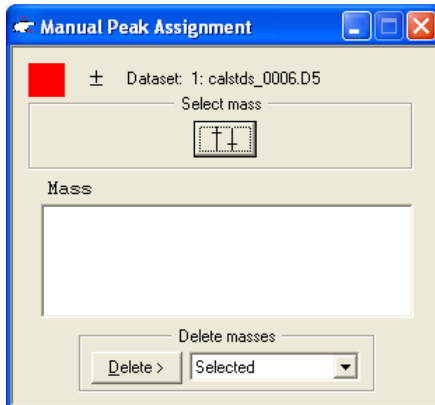 Manual Peak Assignment
± Dataset: 1: calstds_0006.D5
Select mass
Mass
Delete masses
Delete > Selected